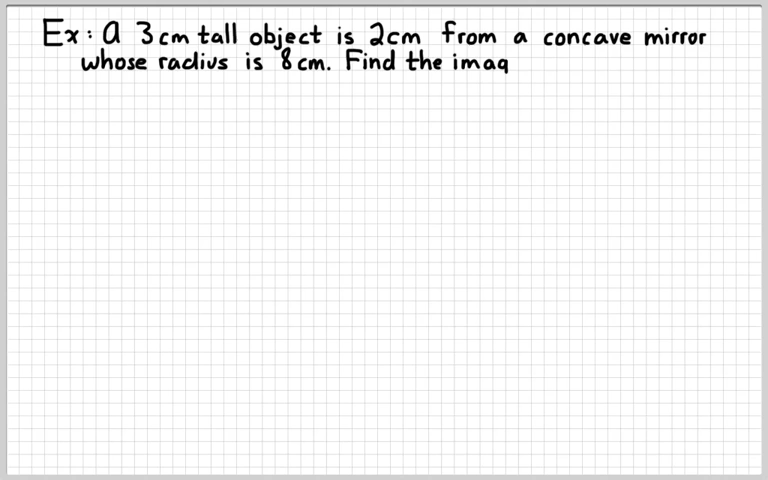 Ex: a 3cm tall object is 2cm from a concave mirror
whose radius is 8cm. Find the imag